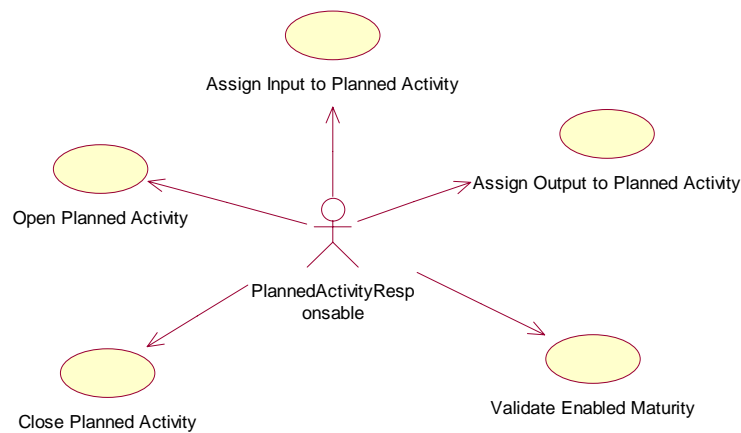 Assign Input to Planned Activity
Assign Output to Planned Activity
Open Planned Activity
PlannedActivityResp
onsable
Validate Enabled Maturity
Close Planned Activity